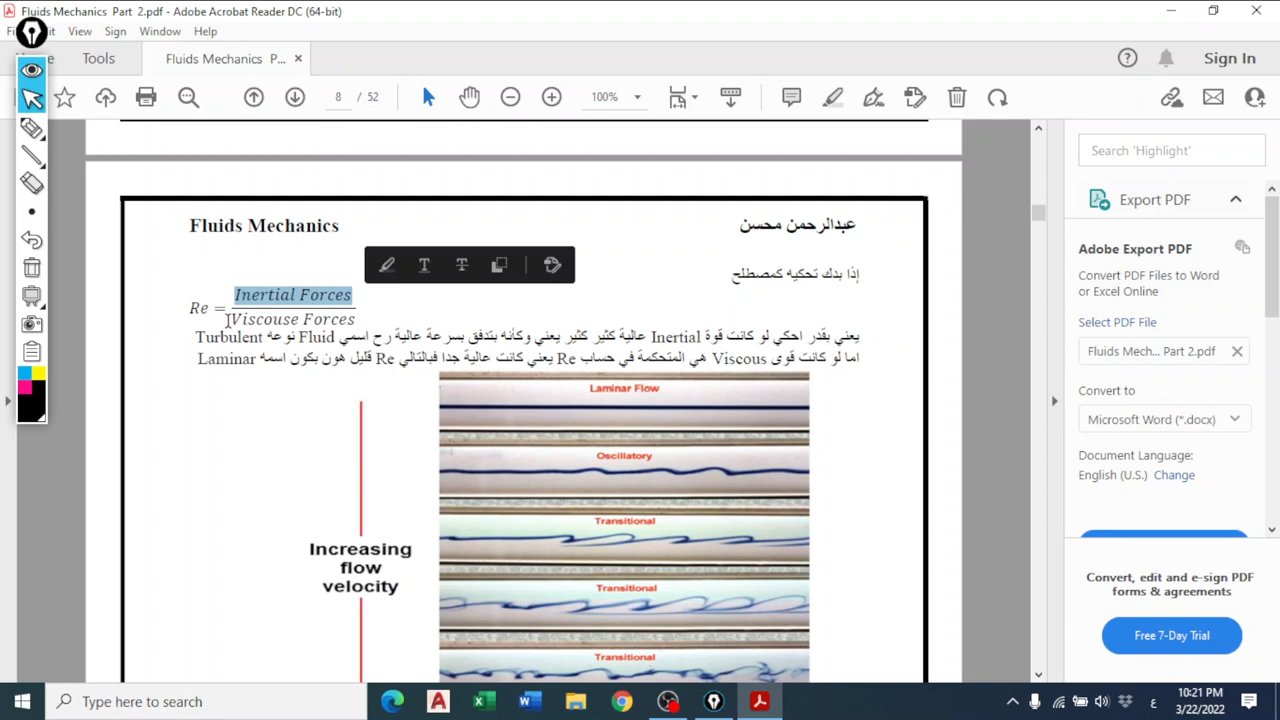 Fluids Mechanics Part 2.pdf - Adobe Acrobat Reader DC (64-bit)
View Sign Window Help
Tools
Fluids Mechanics P...
Sign In
8 / 52
100%
Search 'Highlight'
Export PDF
Adobe Export PDF
Convert PDF Files to Word
or Excel Online
Select PDF File
Fluids Mech... Part 2.pdf
Convert to
Microsoft Word (*.docx)
Document Language:
English (U.S.) Change
Convert, edit and e-sign PDF
forms & agreements
Free 7-Day Trial
Fluids Mechanics
عبدالرحمن محسن
إذا بدك تحكيه كمصطلح
Re = Inertial Forces
Viscouse Forces
يعني بقدر احكي لو كانت قوة Inertial عالية كثير كثير يعني وكأنه بتدفق بسرعة عالية رح اسمي Fluid نوعه Turbulent
اما لو كانت قوى Viscous هي المتحكمة في حساب Re يعني كانت عالية جدا فبالتالي Re قليل هون بكون اسمه Laminar
Laminar Flow
Oscillatory
Transitional
Transitional
Transitional
Increasing
flow
velocity
Type here to search
ع
10:21 PM
3/22/2022